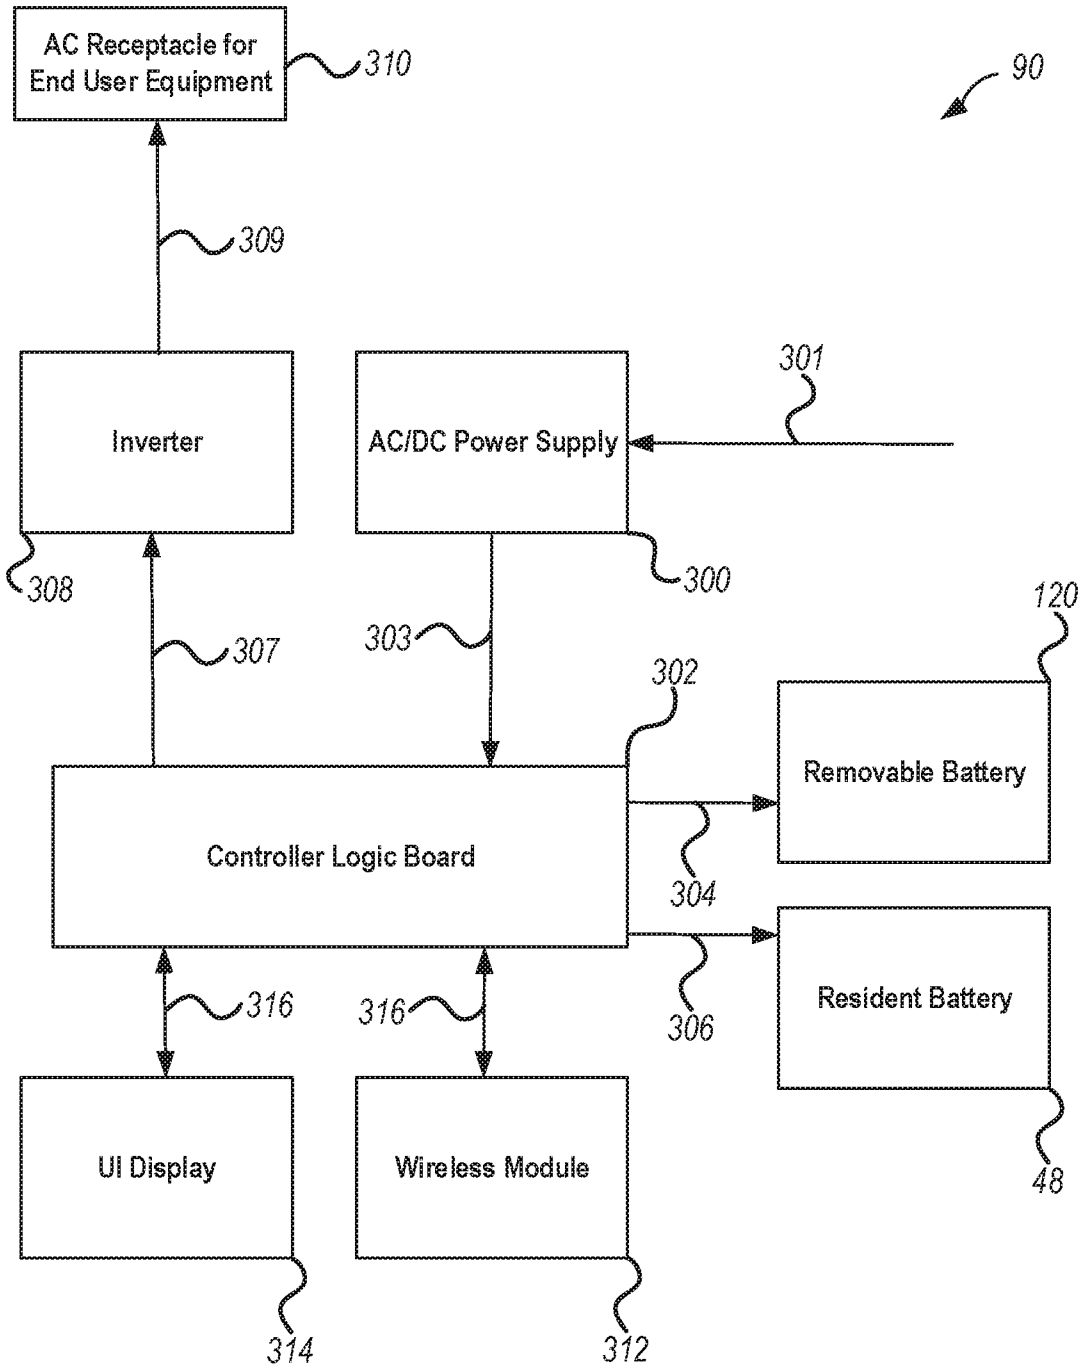 AC Receptacle for
End User Equipment
310
90
309
301
Inverter
AC/DC Power Supply
308
300
307
303
302
120
Removable Battery
Controller Logic Board
304
316
316
306
Resident Battery
UI Display
Wireless Module
48
314
312